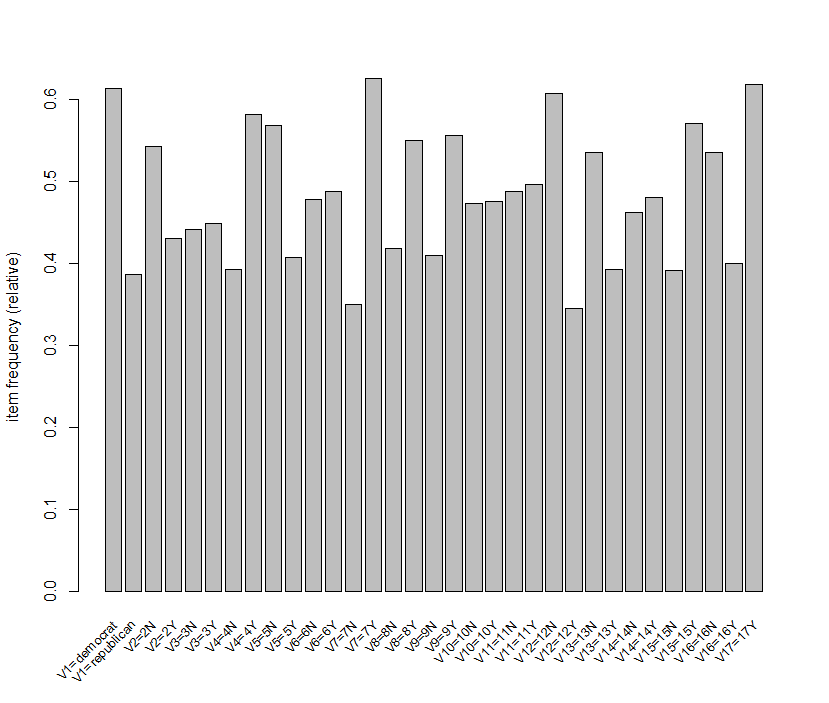 item frequency (relative)
0.6
0.5
0.4
0.3
0.2
0.1
0.0
V1=democrat
V1=republican
V2=2N
V2=2Y
V3=3N
V3=3Y
V4=4N
V4=4Y
V5=5N
V5=5Y
V6=6N
V6=6Y
V7=7N
V7=7Y
V8=8N
V8=8Y
V9=9N
V9=9Y
V10=10N
V10=10Y
V11=11N
V11=11Y
V12=12N
V12=12Y
V13=13N
V13=13Y
V14=14N
V14=14Y
V15=15N
V15=15Y
V16=16N
V16=16Y
V17=17Y